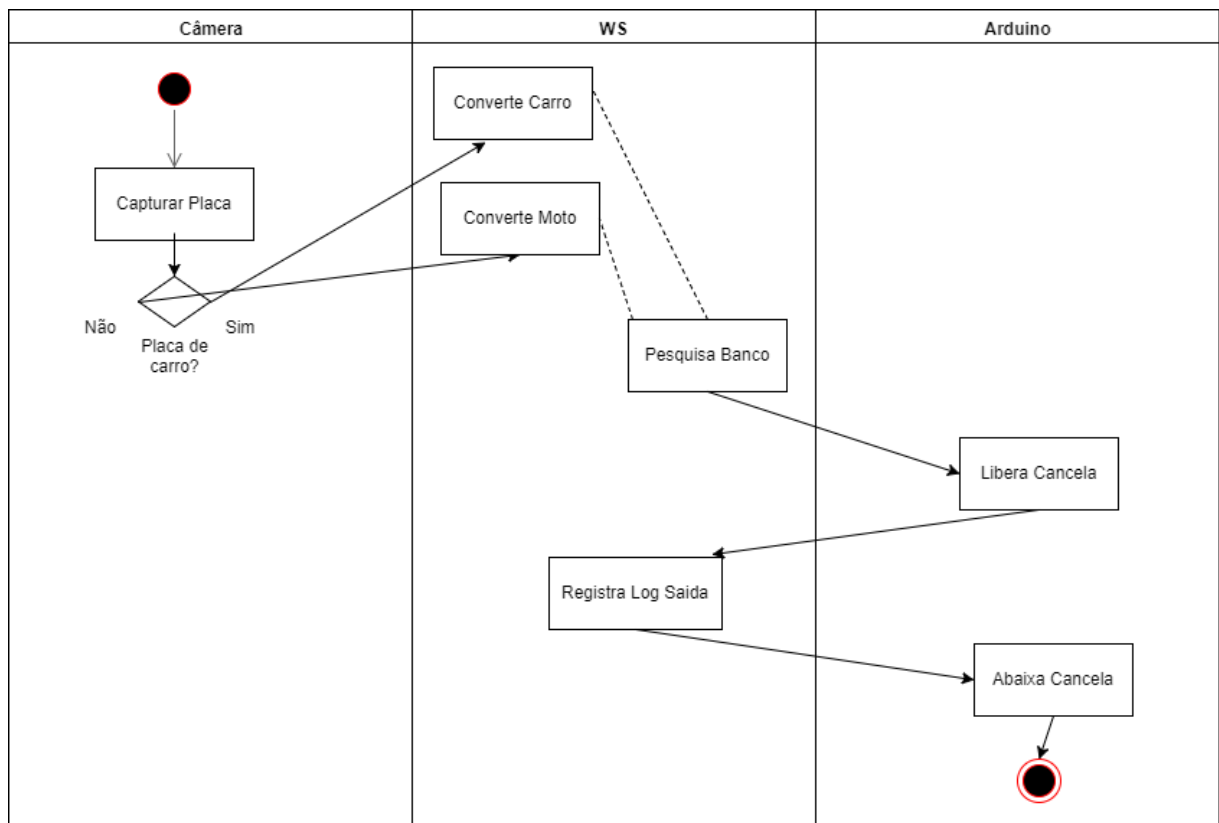 Câmera
WS
Arduino
Converte Carro
Capturar Placa
Converte Moto
Não
Sim
Placa de
carro?
Pesquisa Banco
Libera Cancela
Registra Log Saida
Abaixa Cancela